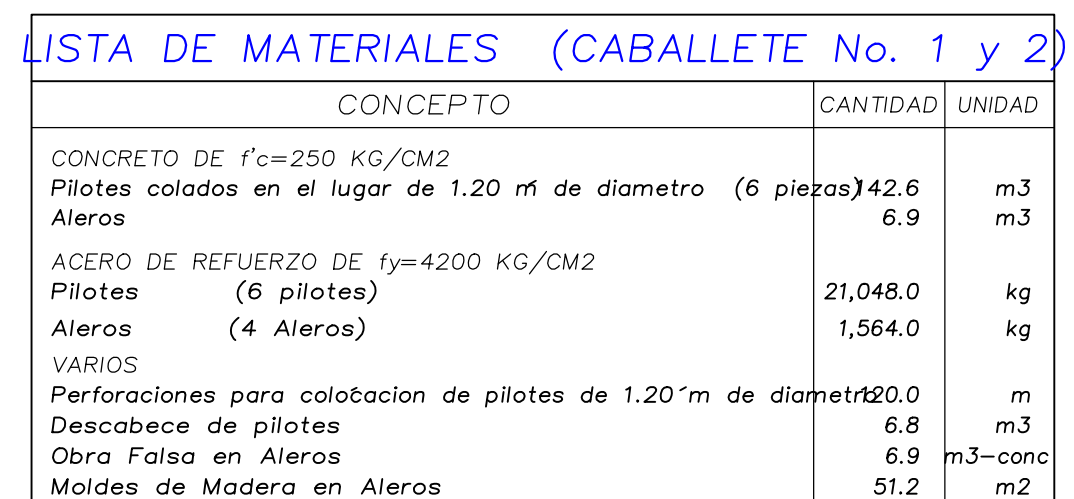 LISTA DE MATERIALES (CABALLETE No. 1 y 2)
CONCEPTO CANTIDAD UNIDAD
CONCRETO DE f'c=250 KG/CM2
Pilotes colados en el lugar de 1.20 m de diametro (6 piezas) 142.6 m3
Aleros 6.9 m3
ACERO DE REFUERZO DE fy=4200 KG/CM2
Pilotes (6 pilotes) 21,048.0 kg
Aleros (4 Aleros) 1,564.0 kg
VARIOS
Perforaciones para colocacion de pilotes de 1.20 m de diametro 120.0 m
Descabece de pilotes 6.8 m3
Obra Falsa en Aleros 6.9 m3-conc
Moldes de Madera en Aleros 51.2 m2